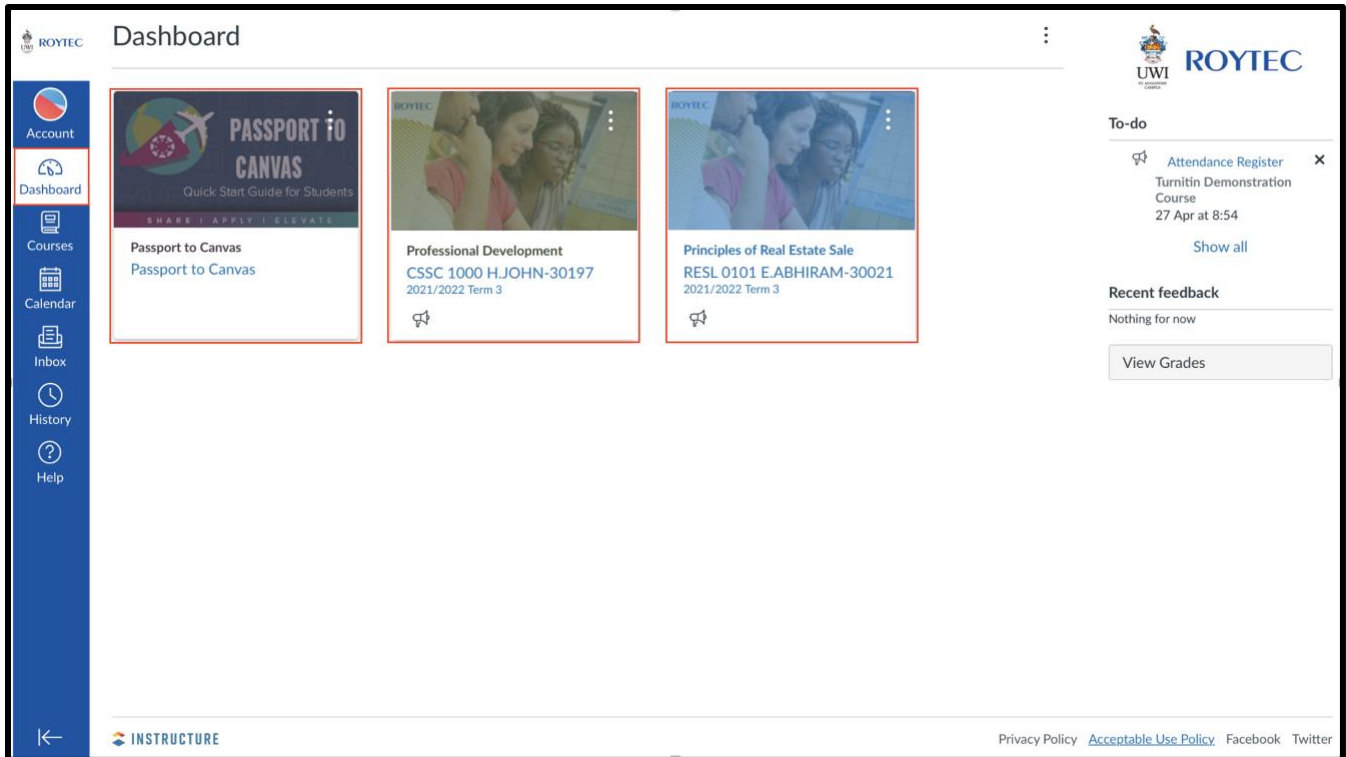 UWI ROYTEC
Dashboard
Account
Dashboard
Courses
Calendar
Inbox
History
Help
PASSPORT TO
CANVAS
Quick Start Guide for Students
SHARE | APPLY | ELEVATE
Passport to Canvas
Passport to Canvas
ROYTEC
Professional Development
CSSC 1000 H.JOHN-30197
2021/2022 Term 3
ROYTEC
Principles of Real Estate Sale
RESL 0101 E.ABHIRAM-30021
2021/2022 Term 3
UWI
ST. AUGUSTINE
CAMPUS
ROYTEC
To-do
Attendance Register
Turnitin Demonstration
Course
27 Apr at 8:54
Show all
Recent feedback
Nothing for now
View Grades
INSTRUCTURE
Privacy Policy Acceptable Use Policy Facebook Twitter